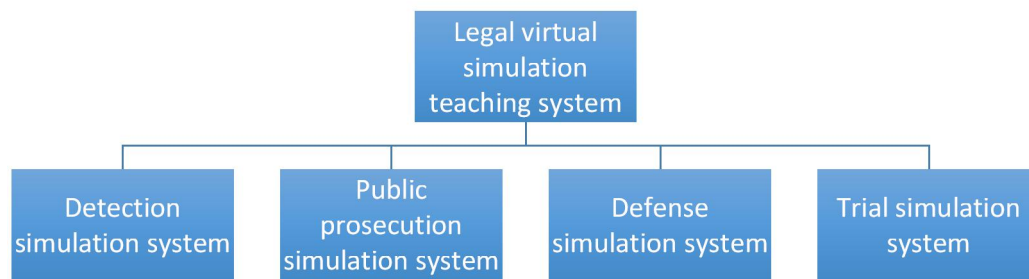 Legal virtual
simulation
teaching system
Detection
simulation system
Public
prosecution
simulation system
Defense
simulation system
Trial simulation
system